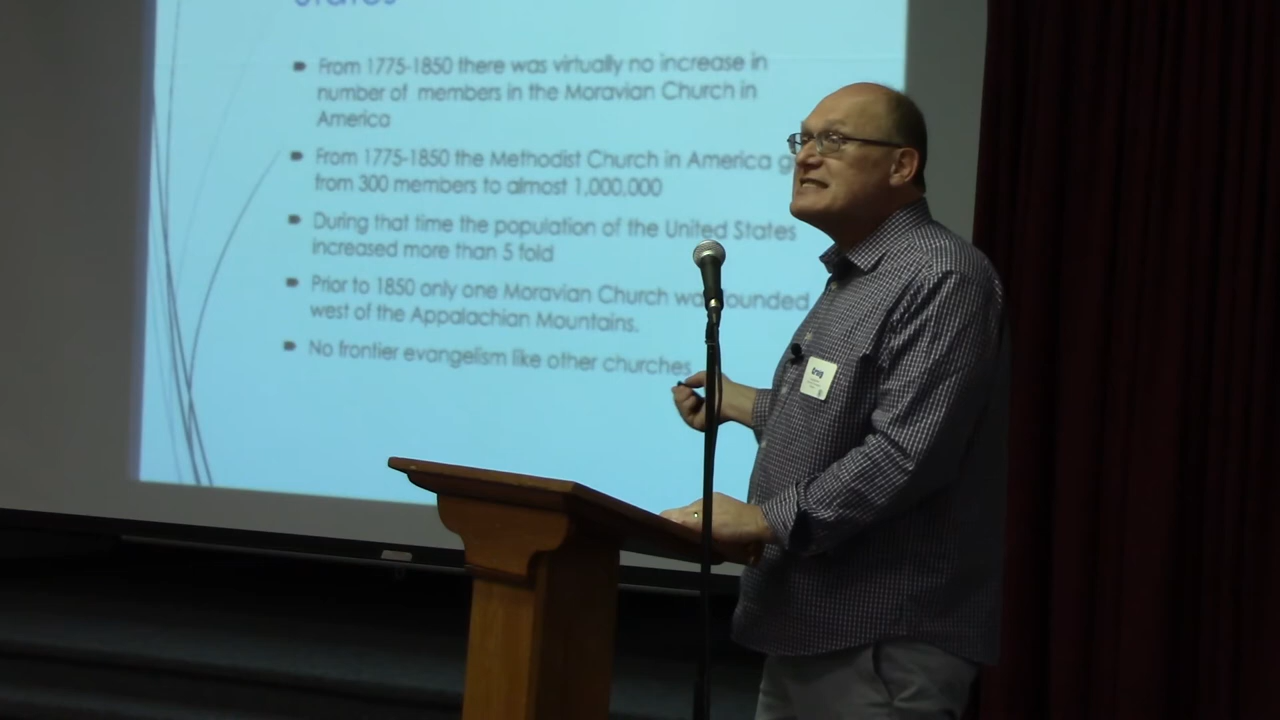 States
From 1775-1850 there was virtually no increase in
number of members in the Moravian Church in
America
From 1775-1850 the Methodist Church in America g
from 300 members to almost 1,000,000
During that time the population of the United States
increased more than 5 fold
Prior to 1850 only one Moravian Church was founded
west of the Appalachian Mountains.
No frontier evangelism like other churches
Craig